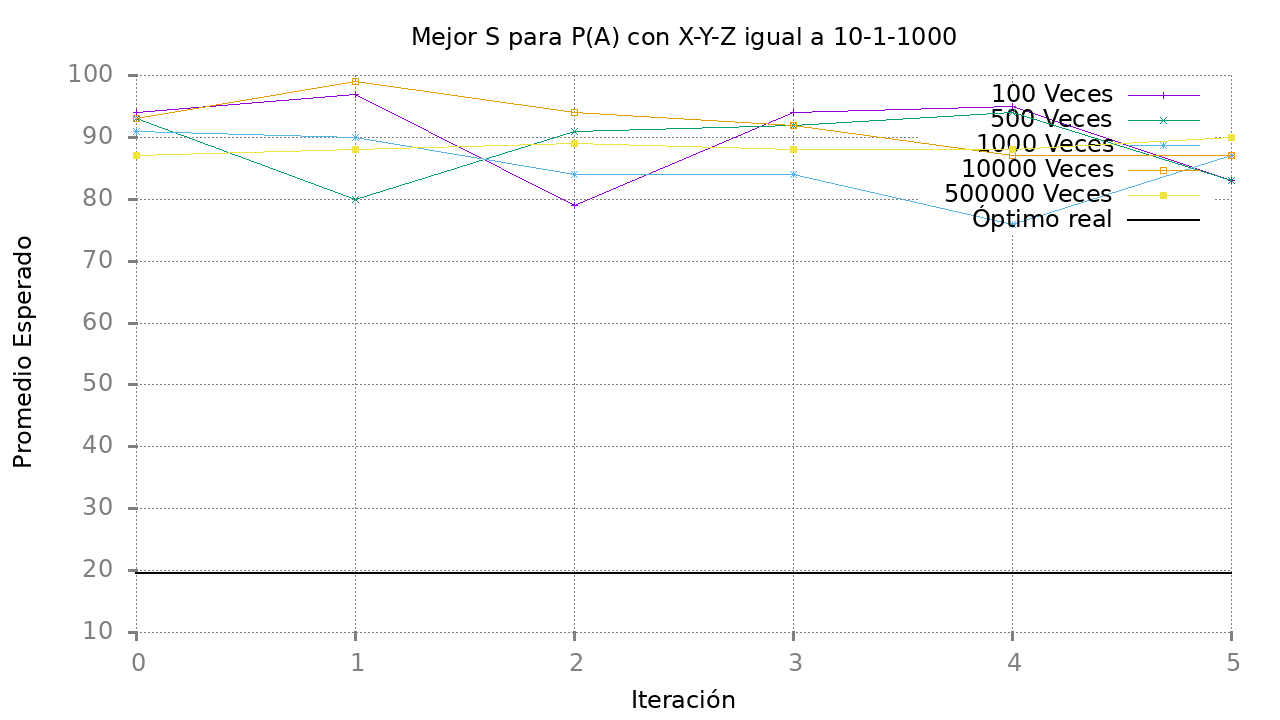 Mejor S para P(A) con X-Y-Z igual a 10-1-1000
100
90
80
70
60
50
40
30
20
10
Promedio Esperado
100 Veces
500 Veces
1000 Veces
10000 Veces
500000 Veces
Óptimo real
0 1 2 3 4 5
Iteración